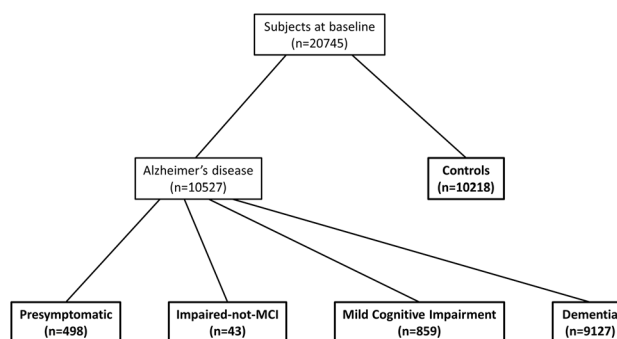 Subjects at baseline
(n=20745)
Alzheimer's disease
(n=10527)
Controls
(n=10218)
Presymptomatic
(n=498)
Impaired-not-MCI
(n=43)
Mild Cognitive Impairment
(n=859)
Dementia
(n=9127)